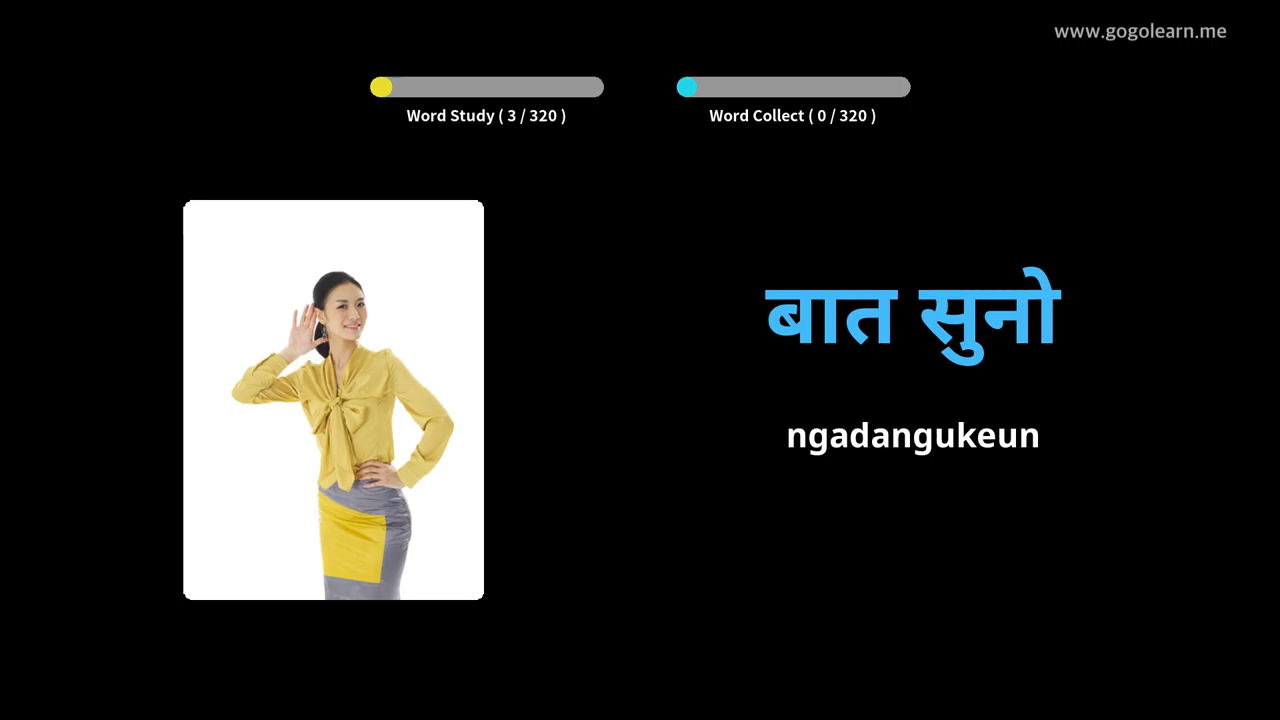 www.gogolearn.me
Word Study ( 3 / 320 )
Word Collect ( 0 / 320 )
बात सुनो
ngadangukeun